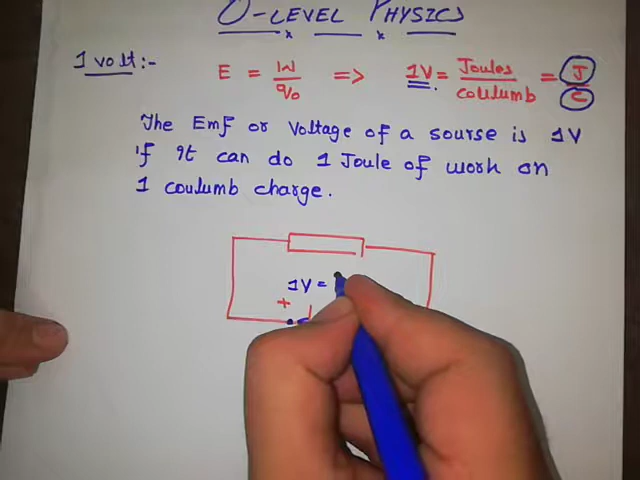 O-LEVEL PHYSICS
1 volt:-
E = W/q => 1V = Joules/coulumb = J/C
The Emf or Voltage of a sourse is 1V
if it can do 1 Joule of work on
1 coulumb charge.
1V =
+